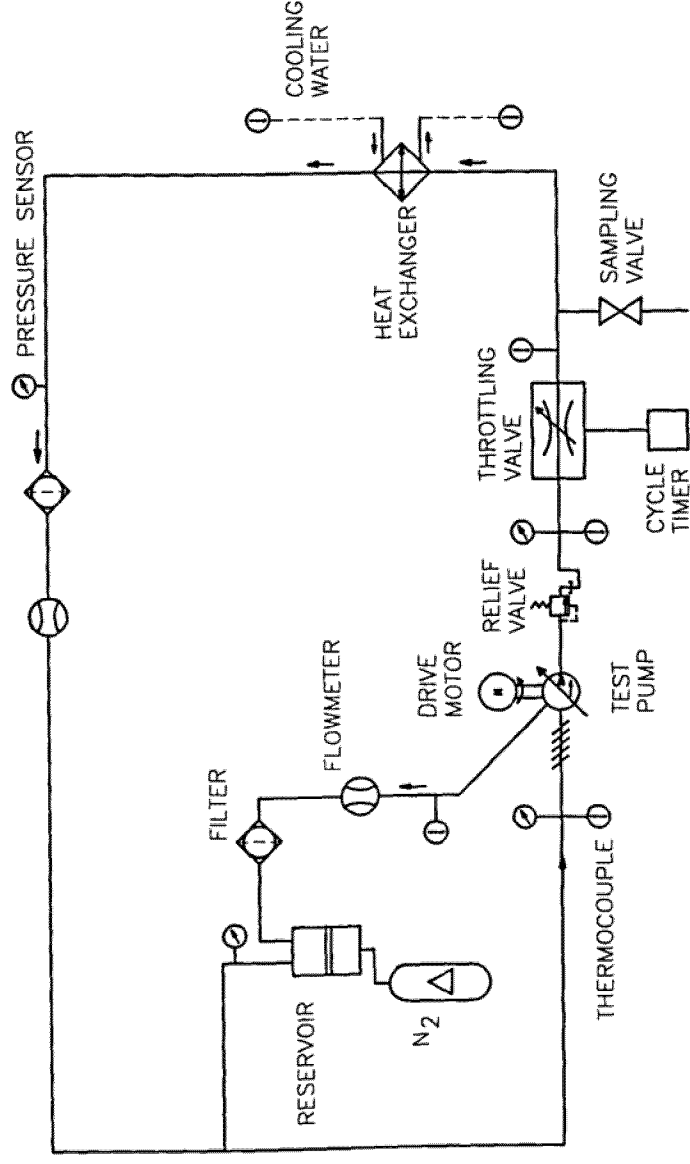 PRESSURE SENSOR
COOLING
WATER
HEAT
EXCHANGER
SAMPLING
VALVE
THROTTLING
VALVE
CYCLE
TIMER
RELIEF
VALVE
DRIVE
MOTOR
M
TEST
PUMP
FLOWMETER
FILTER
THERMOCOUPLE
RESERVOIR
N2